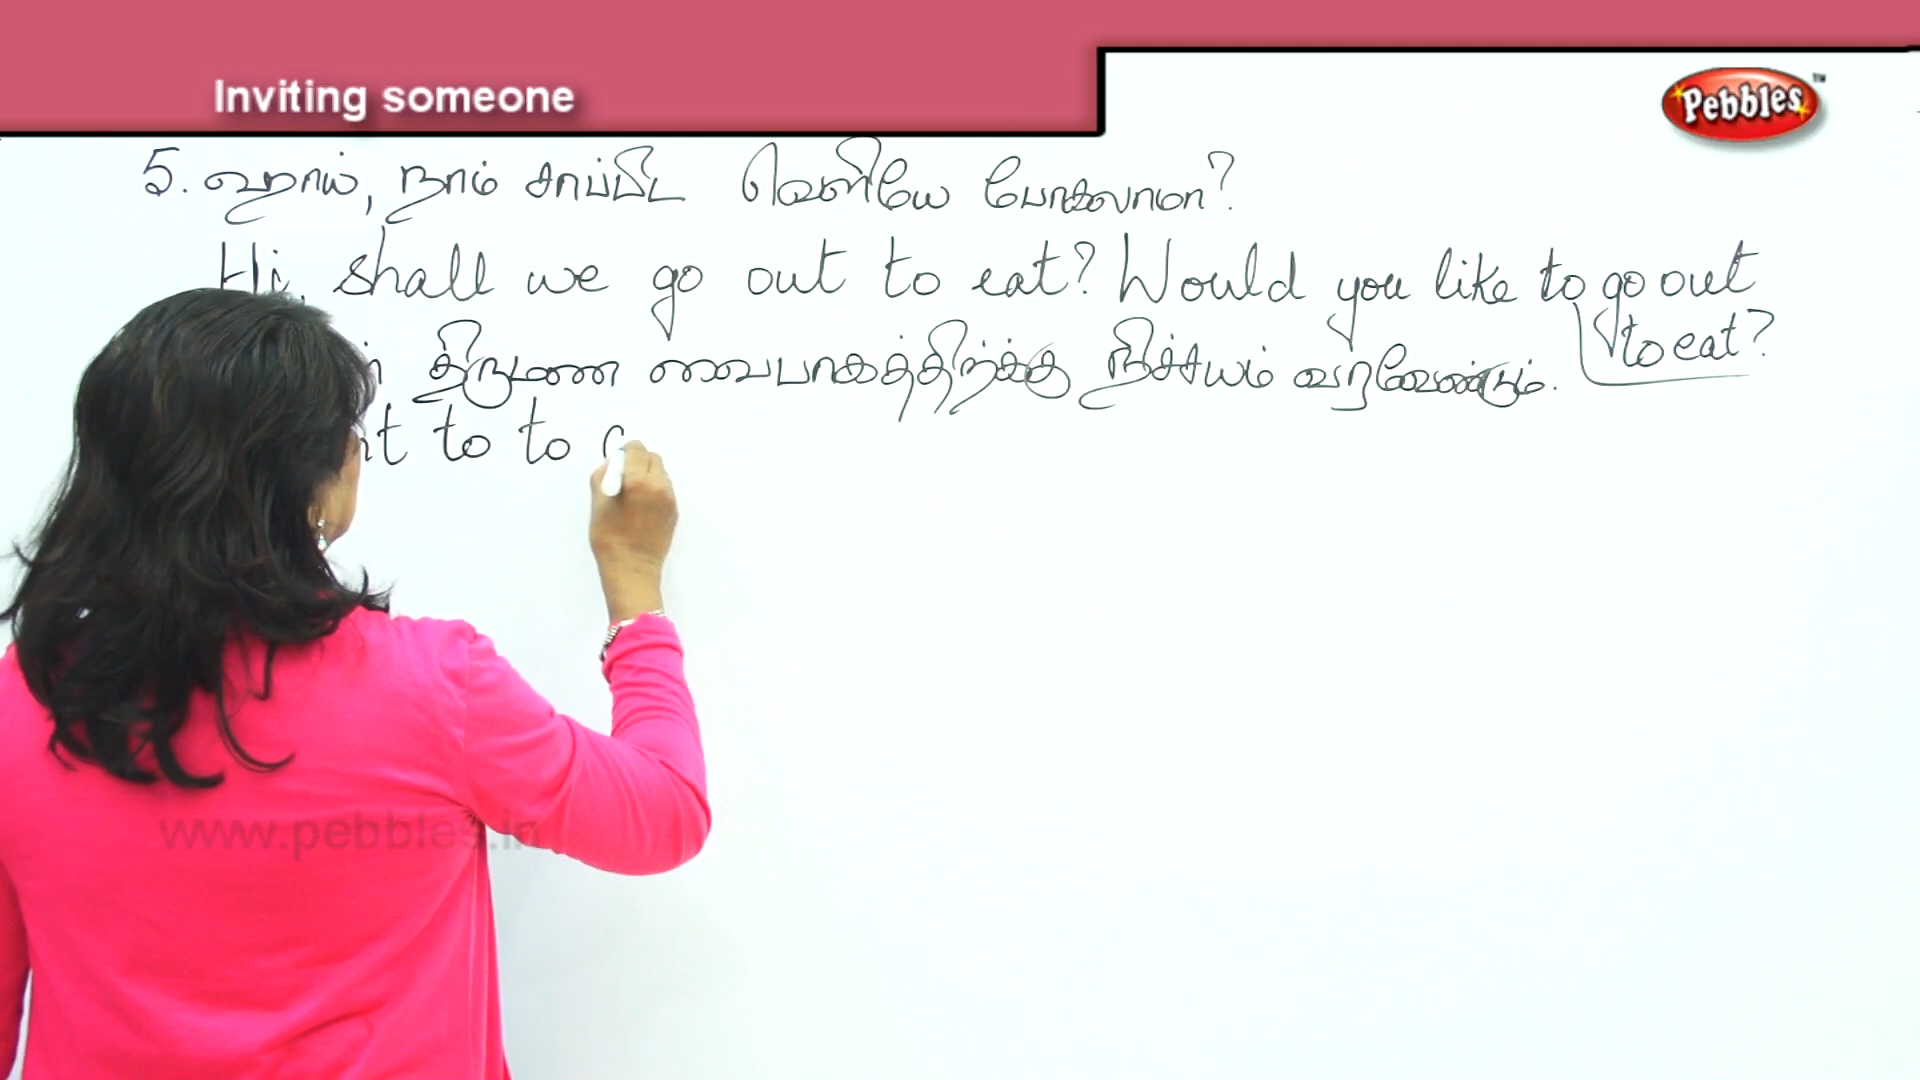 Inviting someone
Pebbles
TM
5. ஹாய், நாம் சாப்பிட வெளியே போகலாமா?
Hi, shall we go out to eat? Would you like to go out
to eat?
திருமண வைபாகத்திற்க்கு நிச்சயம் வரவேண்டும்.
to to
www.pebbles.in